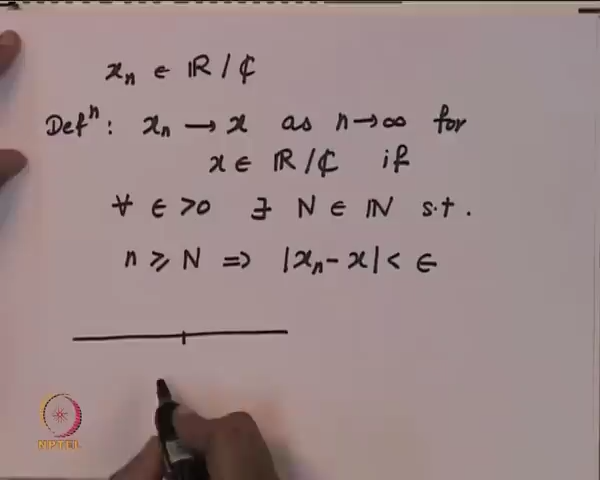 xₙ ∈ ℝ/ℂ
Defⁿ: xₙ → x as n→∞ for
x ∈ ℝ/ℂ if
∀ ∈ >0 ∃ N ∈ ℕ s.t.
n ⩾ N => |xₙ - x| < ∈
NPTEL